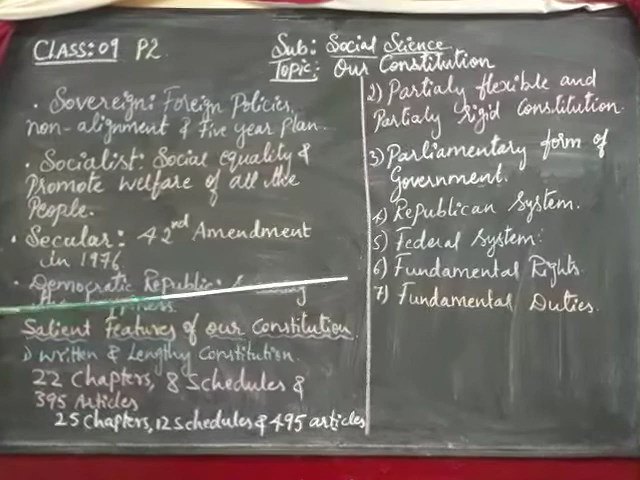 CLASS: 09 P2
Sub: Social Science
Topic: Our Constitution
• Sovereign: Foreign Policies,
non-alignment & Five year Plan..
• Socialist: Social equality &
Promote welfare of all the
People.
• Secular: 42nd Amendment
in 1976
• Democratic Republic:
Salient Features of our Constitution
1) Written & Lengthy Constitution.
22 Chapters, 8 Schedules &
395 Articles
25 Chapters, 12 Schedules & 495 articles
2) Partialy flexible and
Partialy rigid Constitution.
3) Parliamentary form of
Government.
4) Republican System.
5) Federal System:
6) Fundamental Rights.
7) Fundamental Duties.